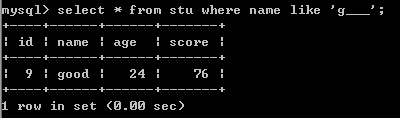 mysql> select * from stu where name like 'g___';
+----+------+------+-------+
| id | name | age  | score |
+----+------+------+-------+
|  9 | good |   24 |    76 |
+----+------+------+-------+
1 row in set (0.00 sec)